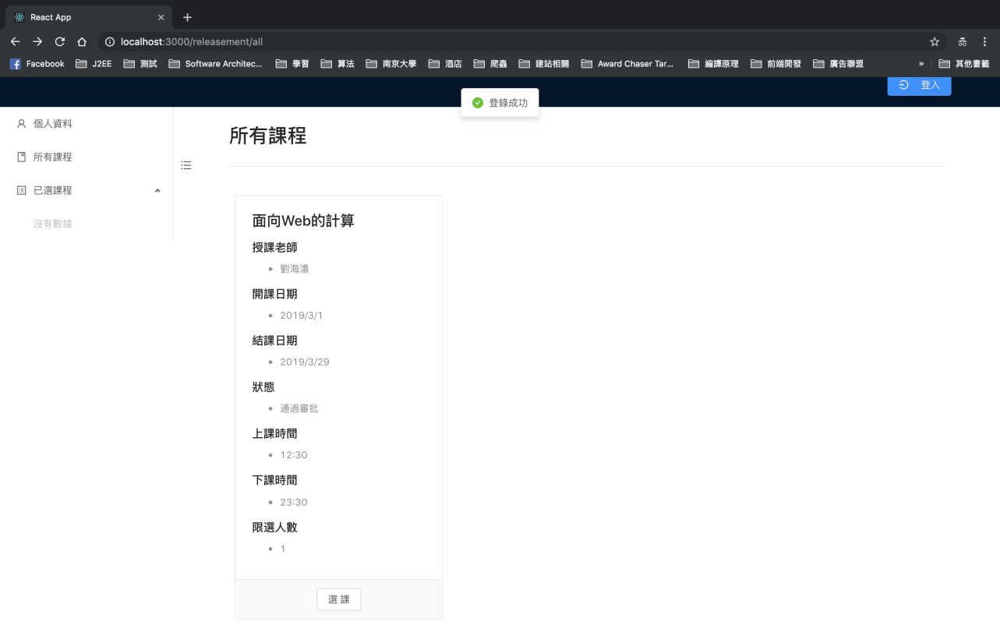 React App
localhost:3000/releasement/all
Facebook J2EE 測試 Software Architec... 學習 算法 南京大學 酒店 爬蟲 建站相關 Award Chaser Tar... 編譯原理 前端開發 廣告聯盟 » 其他書籤
登入
登錄成功
個人資料
所有課程
已選課程
沒有數據
所有課程
面向Web的計算
授課老師
劉海濤
開課日期
2019/3/1
結課日期
2019/3/29
狀態
通過審批
上課時間
12:30
下課時間
23:30
限選人數
1
選 課